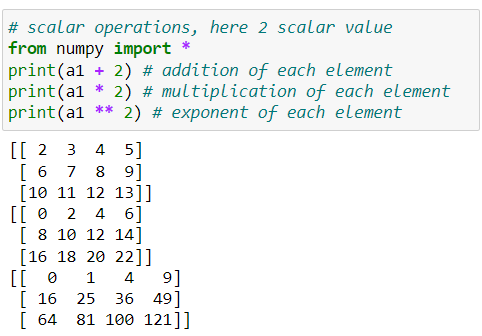 # scalar operations, here 2 scalar value
from numpy import *
print(a1 + 2) # addition of each element
print(a1 * 2) # multiplication of each element
print(a1 ** 2) # exponent of each element
[[ 2  3  4  5]
 [ 6  7  8  9]
 [10 11 12 13]]
[[ 0  2  4  6]
 [ 8 10 12 14]
 [16 18 20 22]]
[[  0   1   4   9]
 [ 16  25  36  49]
 [ 64  81 100 121]]